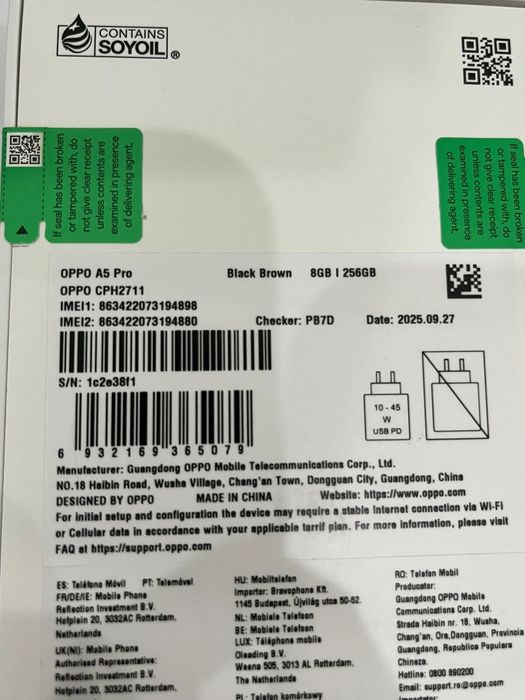 CONTAINS
SOYOIL®
If seal has been broken
or tampered with, do
not give clear receipt
unless contents are
examined in presence
of delivering agent.
If seal has been broken
or tampered with, do
not give clear receipt
unless contents are
examined in presence
of delivering agent.
OPPO A5 Pro Black Brown 8GB | 256GB
OPPO CPH2711
IMEI1: 863422073194898
IMEI2: 863422073194880 Checker: PB7D Date: 2025.09.27
S/N: 1c2e38f1
10 - 45
W
USB PD
6 932169 365079
Manufacturer: Guangdong OPPO Mobile Telecommunications Corp., Ltd.
NO.18 Haibin Road, Wusha Village, Chang'an Town, Dongguan City, Guangdong, China
DESIGNED BY OPPO MADE IN CHINA Website: https://www.oppo.com
For initial setup and configuration the device may require a stable Internet connection via Wi-Fi
or Cellular data in accordance with your applicable terrif plan. For more information, please visit
FAQ at https://support.oppo.com
ES: Teléfono Móvil PT: Telemóvel
FR/DE/IE: Mobile Phone
Reflection Investment B.V.
Hofplein 20, 3032AC Rotterdam,
Netherlands
UK(NI): Mobile Phone
Authorised Representative:
Reflection Investment B.V.
Hofplein 20, 3032AC Rotterdam,
HU: Mobiltelefon
Importer: Bravophone Kft.
1145 Budapest, Újvilág utca 50-52.
NL: Mobiele Telefoon
BE: Mobiele Telefoon
LUX: Téléphone mobile
Oleading B.V.
Weena 505, 3013 AL Rotterdam,
The Netherlands
PL: Telefon komórkowy
RO: Telefon Mobil
Producator:
Guangdong OPPO Mobile
Communications Corp. Ltd.
Strada Haibin nr. 18, Wusha,
Chang'an, Ora.Dongguan, Provincia
Guangdong, Republica Populara
Chineza.
Hotline: 0800 890200
Email: support.ro@oppo.com
Importator: